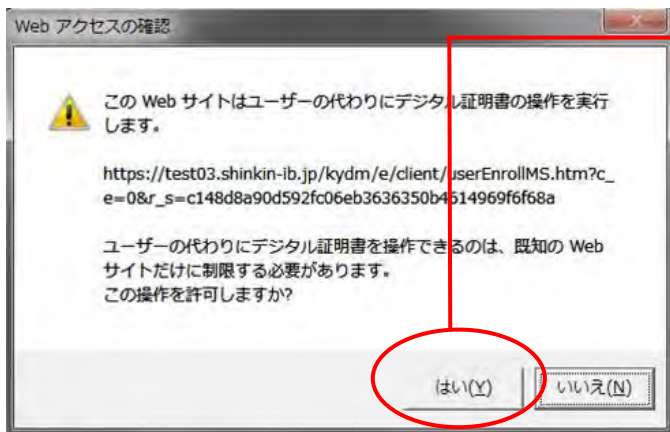 Web アクセスの確認
この Web サイトはユーザーの代わりにデジタル証明書の操作を実行
します。
https://test03.shinkin-ib.jp/kydm/e/client/userEnrollMS.htm?c_
e=0&r_s=c148d8a90d592fc06eb3636350b4614969f6f68a
ユーザーの代わりにデジタル証明書を操作できるのは、既知の Web
サイトだけに制限する必要があります。
この操作を許可しますか?
はい(Y)
いいえ(N)